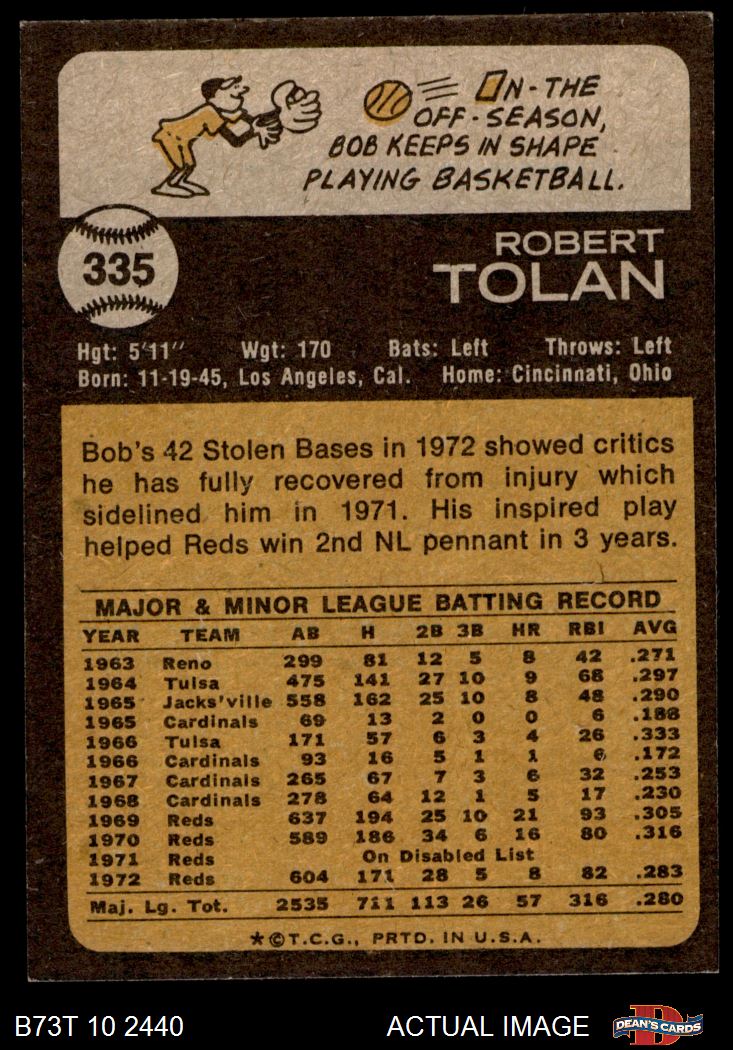 ON-THE
OFF-SEASON,
BOB KEEPS IN SHAPE
PLAYING BASKETBALL.
335
ROBERT
TOLAN
Hgt: 5'11" Wgt: 170 Bats: Left Throws: Left
Born: 11-19-45, Los Angeles, Cal. Home: Cincinnati, Ohio
Bob's 42 Stolen Bases in 1972 showed critics
he has fully recovered from injury which
sidelined him in 1971. His inspired play
helped Reds win 2nd NL pennant in 3 years.
MAJOR & MINOR LEAGUE BATTING RECORD
YEAR TEAM AB H 2B 3B HR RBI AVG
1963 Reno 299 81 12 5 8 42 .271
1964 Tulsa 475 141 27 10 9 68 .297
1965 Jacks'ville 558 162 25 10 8 48 .290
1965 Cardinals 69 13 2 0 0 6 .188
1966 Tulsa 171 57 6 3 4 26 .333
1966 Cardinals 93 16 5 1 1 6 .172
1967 Cardinals 265 67 7 3 6 32 .253
1968 Cardinals 278 64 12 1 5 17 .230
1969 Reds 637 194 25 10 21 93 .305
1970 Reds 589 186 34 6 16 80 .316
1971 Reds On Disabled List
1972 Reds 604 171 28 5 8 82 .283
Maj. Lg. Tot. 2535 711 113 26 57 316 .280
★©T.C.G., PRTD. IN U.S.A.
B73T 10 2440 ACTUAL IMAGE
D
DEAN'S CARDS